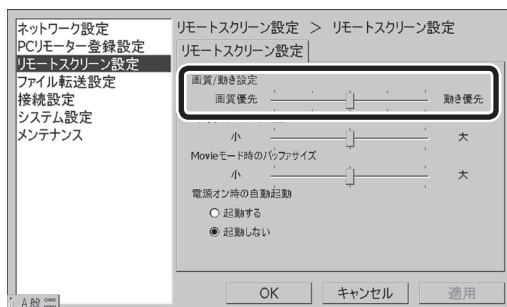 ネットワーク設定
PCリモーター登録設定
リモートスクリーン設定
ファイル転送設定
接続設定
システム設定
メンテナンス
リモートスクリーン設定 ＞ リモートスクリーン設定
リモートスクリーン設定
画質/動き設定
画質優先 動き優先
小 大
Movieモード時のバッファサイズ
小 大
電源オン時の自動起動
起動する
起動しない
OK キャンセル 適用
A 般